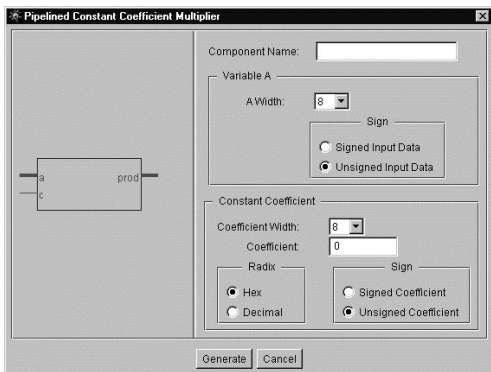 Pipelined Constant Coefficient Multiplier
a
prod
c
Component Name:
Variable A
A Width:
8
Sign
Signed Input Data
Unsigned Input Data
Constant Coefficient
Coefficient Width:
8
Coefficient:
0
Radix
Hex
Decimal
Sign
Signed Coefficient
Unsigned Coefficient
Generate
Cancel